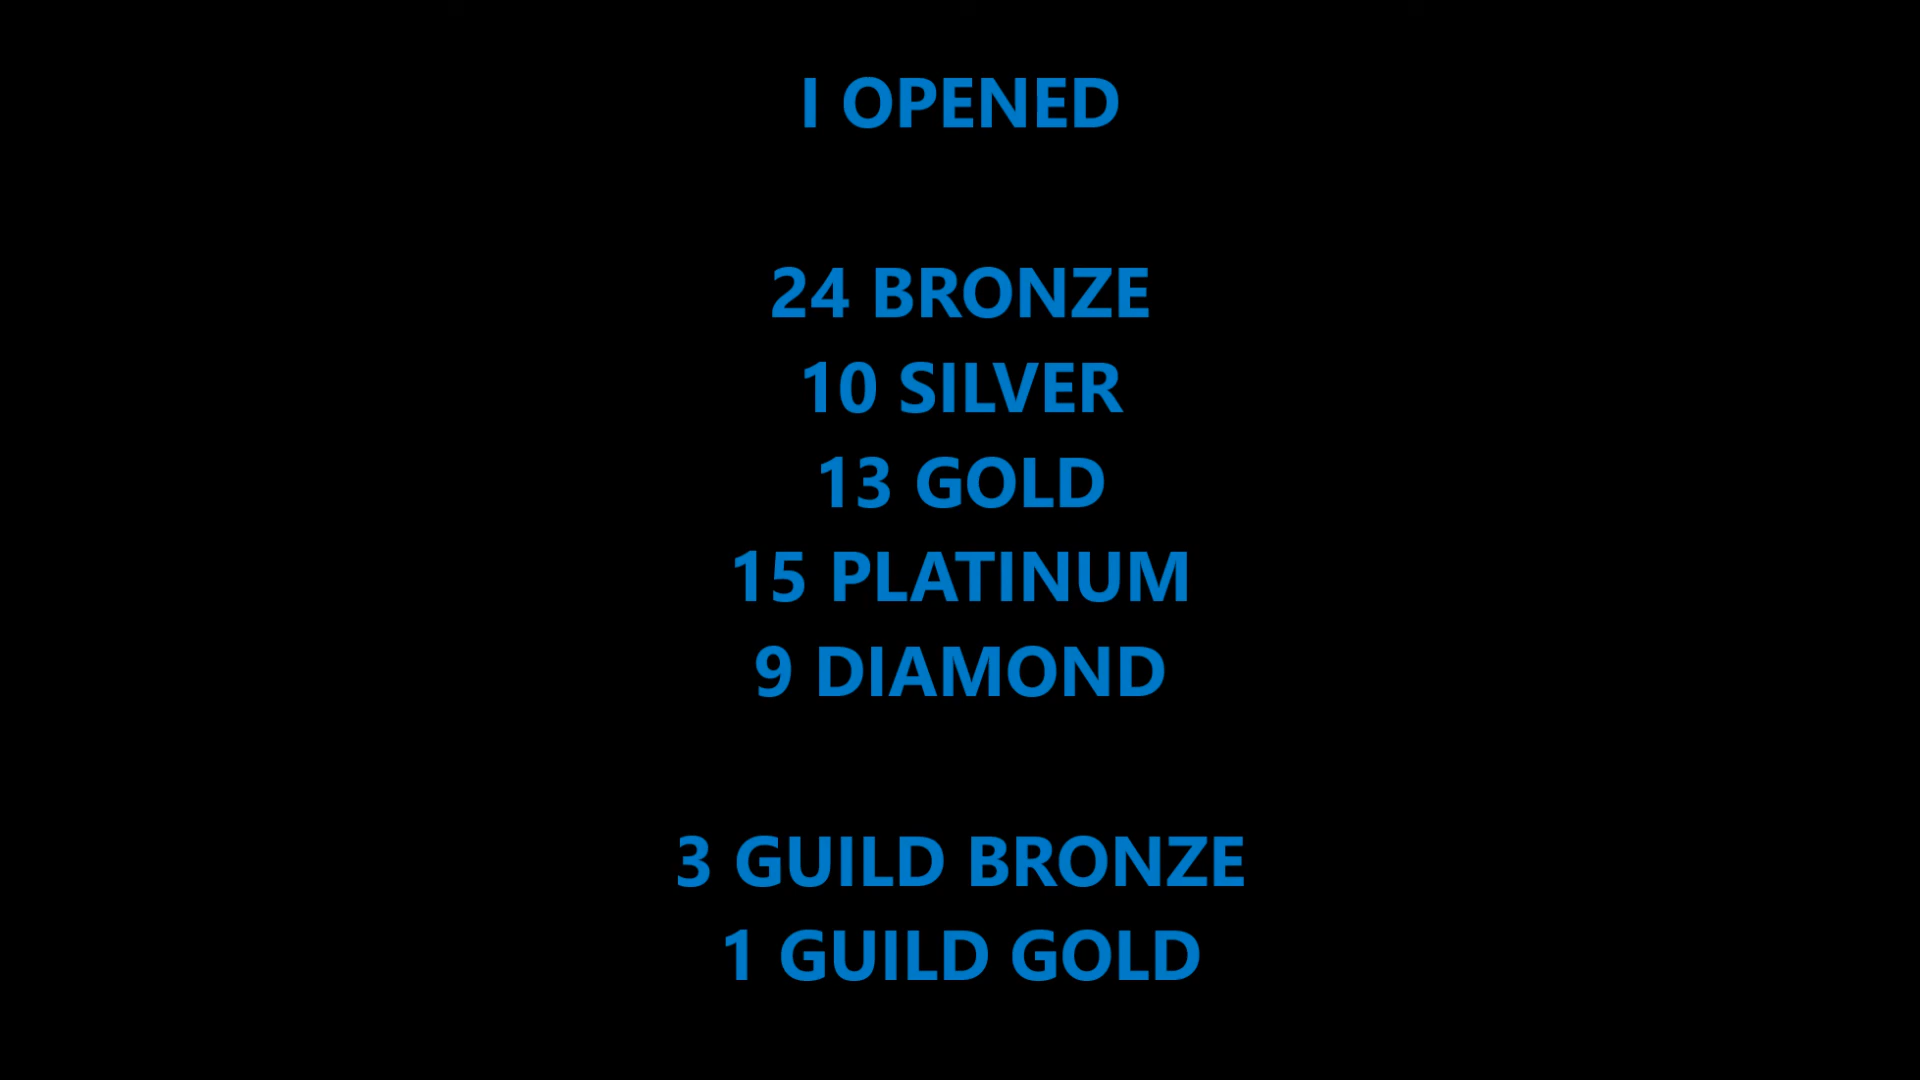 I OPENED
24 BRONZE
10 SILVER
13 GOLD
15 PLATINUM
9 DIAMOND
3 GUILD BRONZE
1 GUILD GOLD